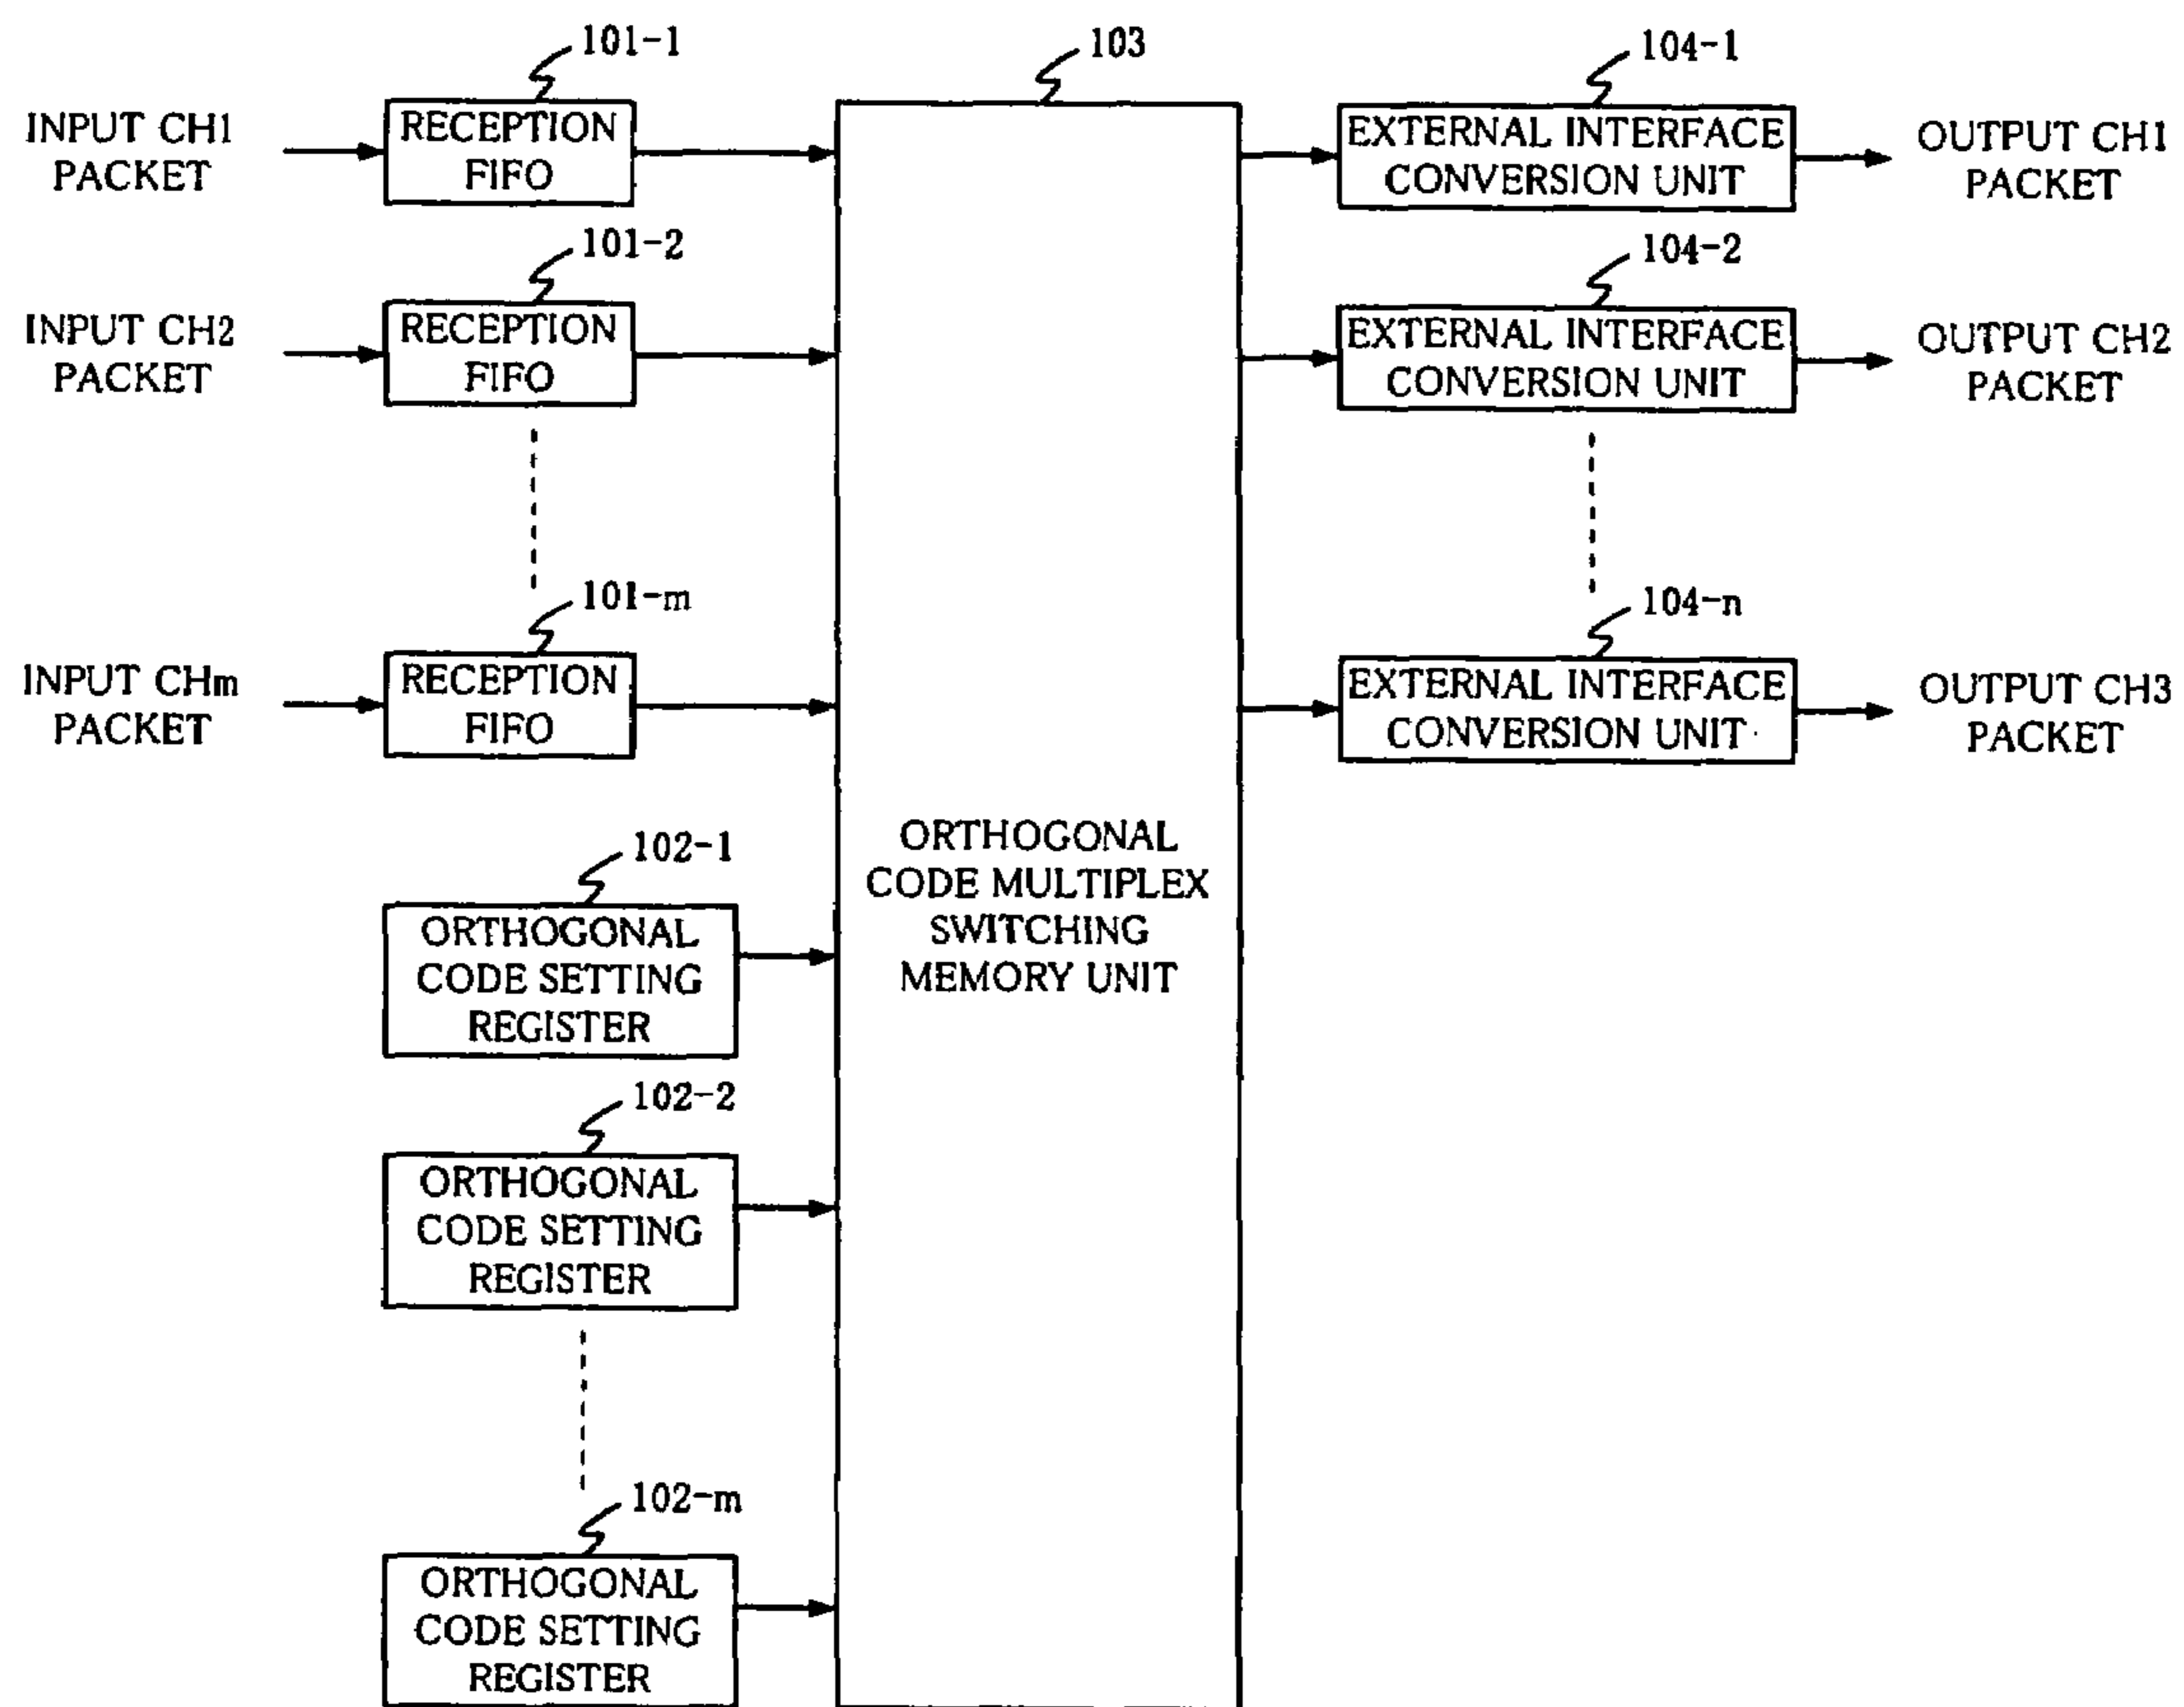 101-1
103
104-1
INPUT CH1
PACKET
RECEPTION
FIFO
EXTERNAL INTERFACE
CONVERSION UNIT
OUTPUT CH1
PACKET
101-2
104-2
INPUT CH2
PACKET
RECEPTION
FIFO
EXTERNAL INTERFACE
CONVERSION UNIT
OUTPUT CH2
PACKET
101-m
104-n
INPUT CHm
PACKET
RECEPTION
FIFO
EXTERNAL INTERFACE
CONVERSION UNIT
OUTPUT CH3
PACKET
ORTHOGONAL
CODE MULTIPLEX
SWITCHING
MEMORY UNIT
102-1
ORTHOGONAL
CODE SETTING
REGISTER
102-2
ORTHOGONAL
CODE SETTING
REGISTER
102-m
ORTHOGONAL
CODE SETTING
REGISTER